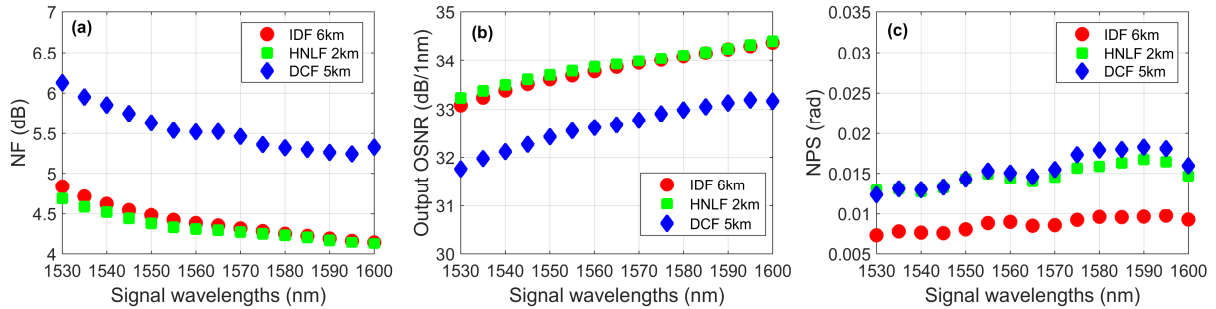 (a)
IDF 6km
HNLF 2km
DCF 5km
7
6.5
6
5.5
5
4.5
4
NF (dB)
1530 1540 1550 1560 1570 1580 1590 1600
Signal wavelengths (nm)
(b)
35
34
33
32
31
30
Output OSNR (dB/1nm)
IDF 6km
HNLF 2km
DCF 5km
1530 1540 1550 1560 1570 1580 1590 1600
Signal wavelengths (nm)
(c)
IDF 6km
HNLF 2km
DCF 5km
0.035
0.03
0.025
0.02
0.015
0.01
0.005
NPS (rad)
1530 1540 1550 1560 1570 1580 1590 1600
Signal wavelengths (nm)